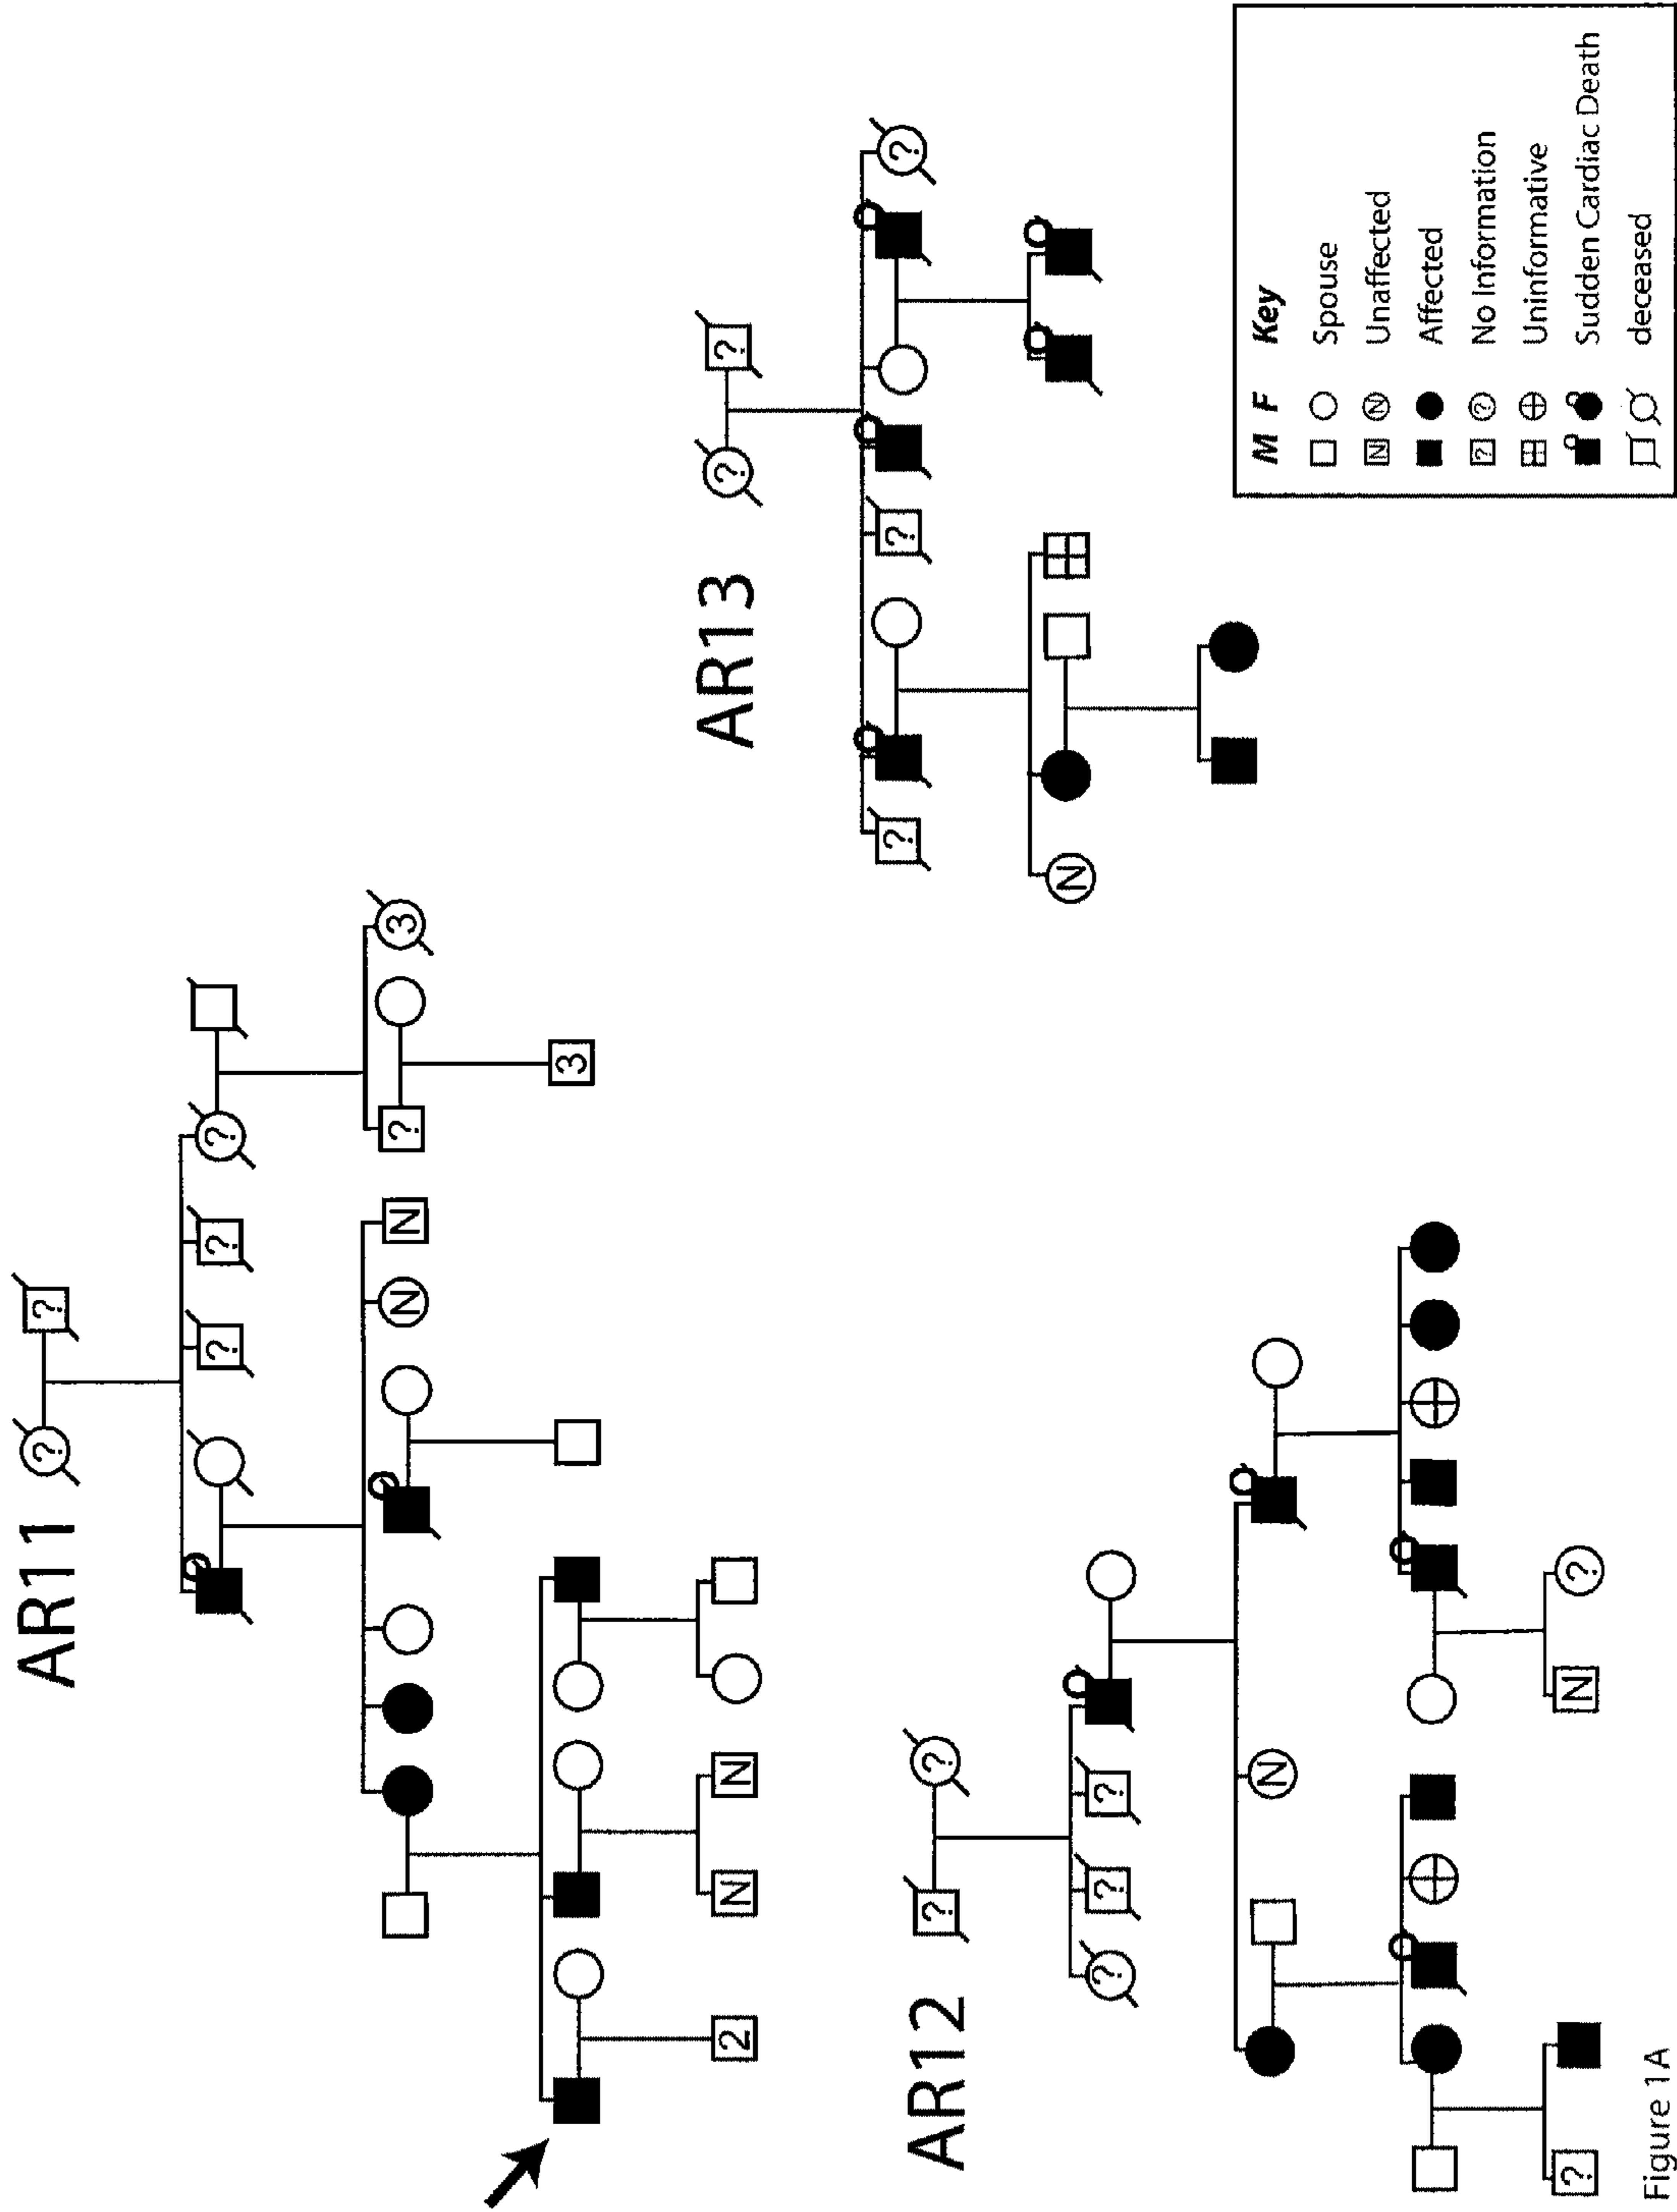 AR11 ? ?
? ? ?
N N ? 3
3
2 N N
AR12 ? ?
? ? ?
N
? N ?
AR13 ? ?
? ? ?
N
M F Key
Spouse
N N Unaffected
Affected
? ? No Information
Uninformative
Sudden Cardiac Death
deceased
Figure 1A